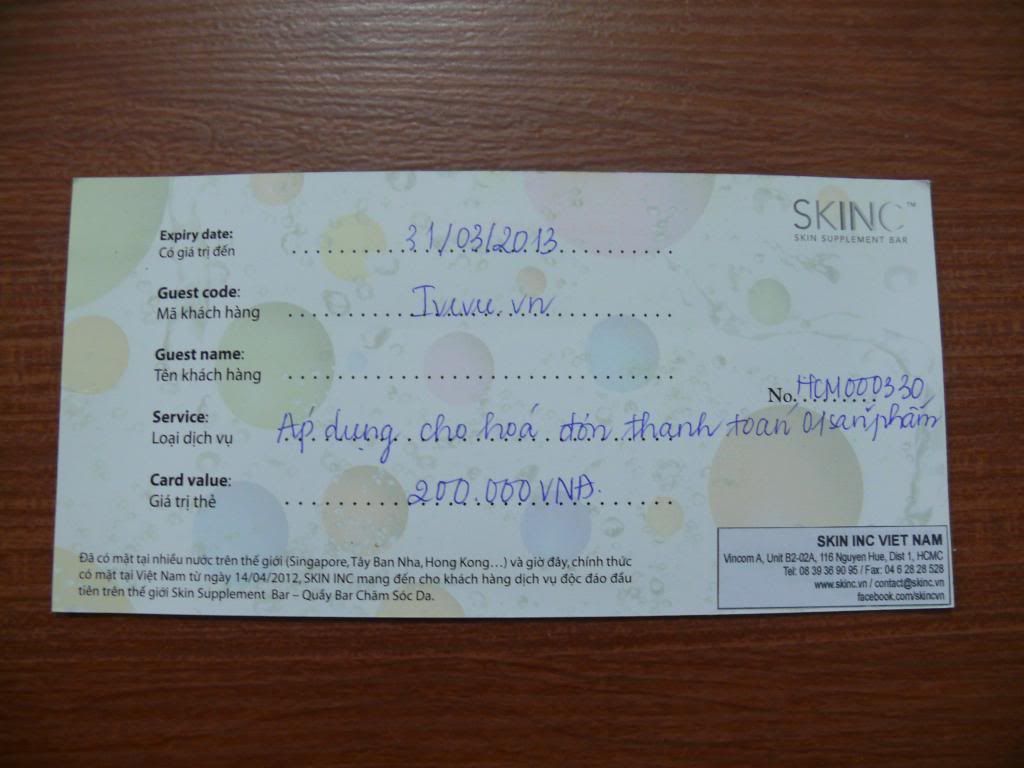 SKINC™
SKIN SUPPLEMENT BAR
Expiry date: 31/03/2013
Có giá trị đến
Guest code: Ivivu.vn
Mã khách hàng
Guest name:
Tên khách hàng
No. HCM000330
Service: Áp dụng cho hoá đơn thanh toán 01 sản phẩm
Loại dịch vụ
Card value: 200.000 VNĐ
Giá trị thẻ
Đã có mặt tại nhiều nước trên thế giới (Singapore, Tây Ban Nha, Hong Kong...) và giờ đây, chính thức
có mặt tại Việt Nam từ ngày 14/04/2012, SKIN INC mang đến cho khách hàng dịch vụ độc đáo đầu
tiên trên thế giới Skin Supplement Bar – Quầy Bar Chăm Sóc Da.
SKIN INC VIET NAM
Vincom A, Unit B2-02A, 116 Nguyen Hue, Dist 1, HCMC
Tel: 08 39 36 90 95 / Fax: 04 6 28 28 528
www.skinc.vn / contact@skinc.vn
facebook.com/skincvn